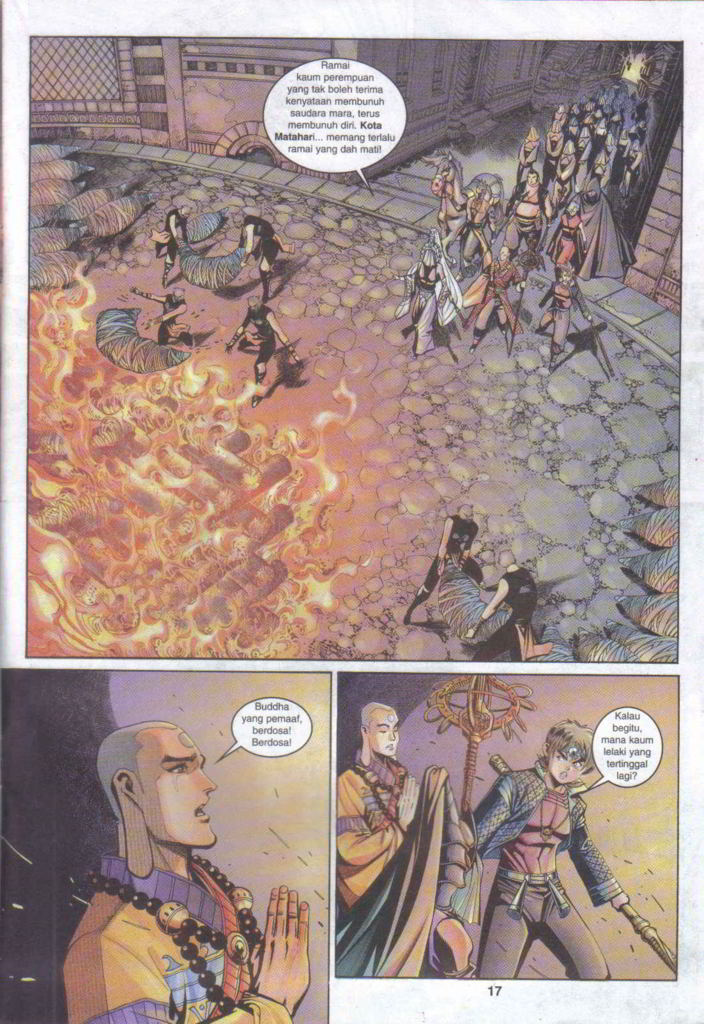 Ramai
kaum perempuan
yang tak boleh terima
kenyataan membunuh
saudara mara, terus
membunuh diri. Kota
Matahari... memang terlalu
ramai yang dah mati!
Buddha
yang pemaaf,
berdosa!
Berdosa!
Kalau
begitu,
mana kaum
lelaki yang
tertinggal
lagi?
17